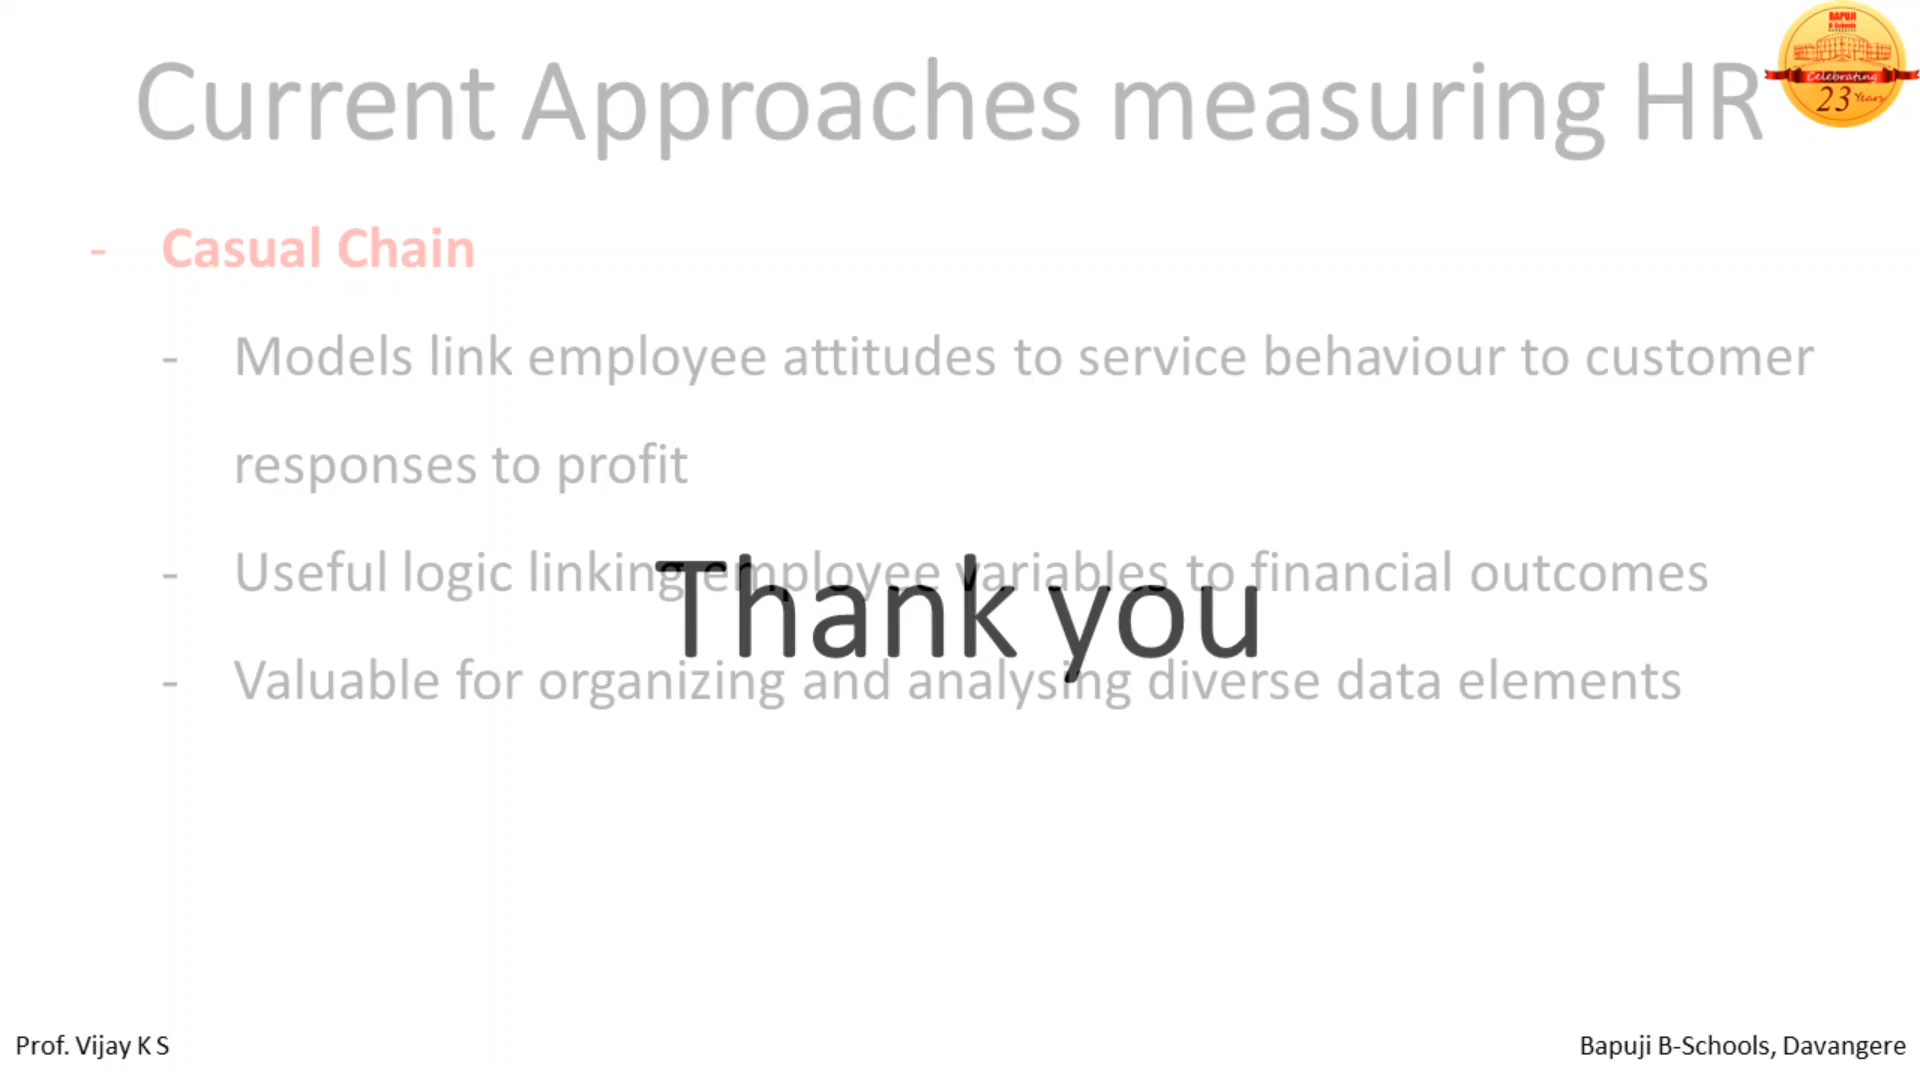 BAPUJI
B-Schools
Celebrating
23 Years
Current Approaches measuring HR
- Casual Chain
- Models link employee attitudes to service behaviour to customer
responses to profit
- Useful logic linking employee variables to financial outcomes
Thank you
- Valuable for organizing and analysing diverse data elements
Prof. Vijay K S
Bapuji B-Schools, Davangere